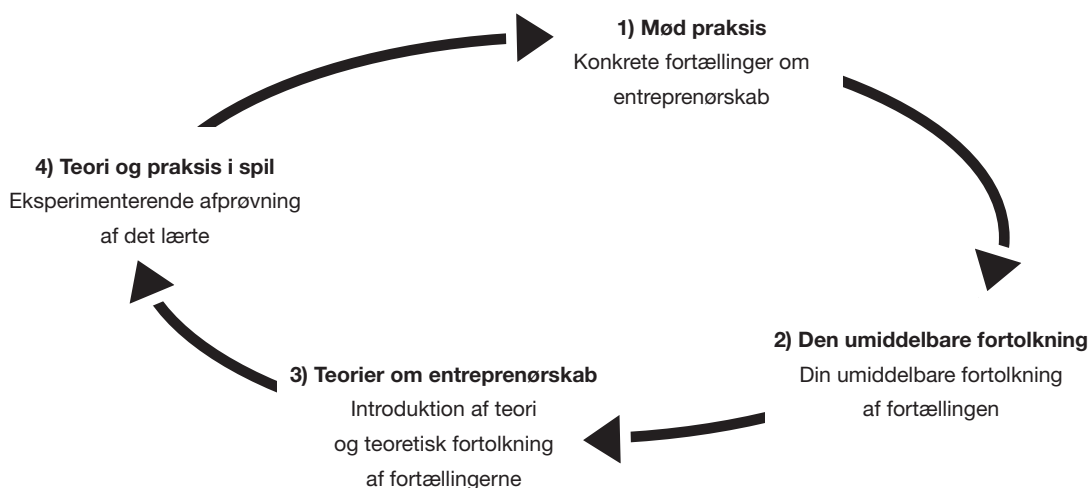 1) Mød praksis
Konkrete fortællinger om
entreprenørskab
2) Den umiddelbare fortolkning
Din umiddelbare fortolkning
af fortællingen
3) Teorier om entreprenørskab
Introduktion af teori
og teoretisk fortolkning
af fortællingerne
4) Teori og praksis i spil
Eksperimenterende afprøvning
af det lærte